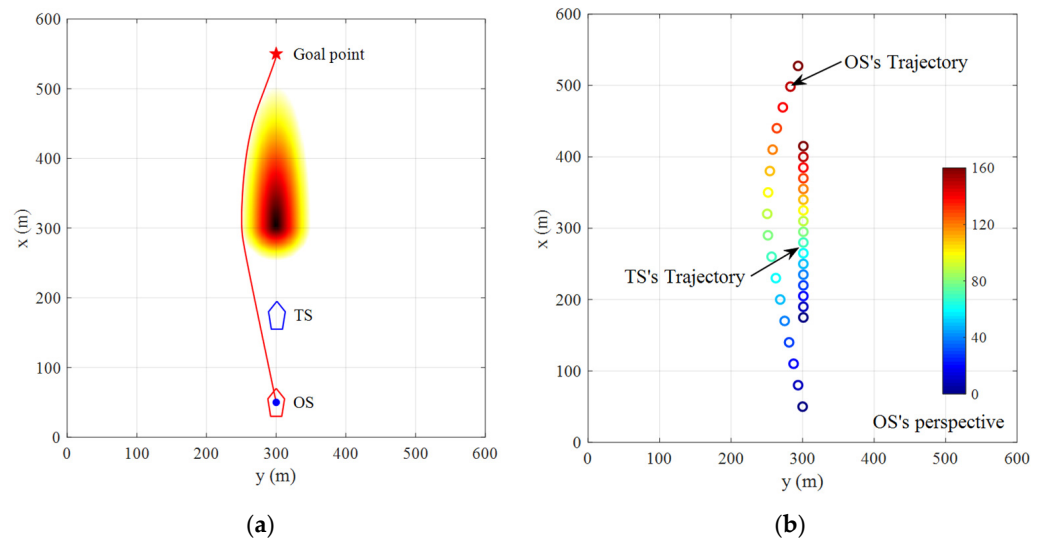 600
500
400
300
200
100
0
x (m)
Goal point
TS
OS
0 100 200 300 400 500 600
y (m)
(a)
600
500
400
300
200
100
0
x (m)
OS's Trajectory
TS's Trajectory
160
120
80
40
0
OS's perspective
0 100 200 300 400 500 600
y (m)
(b)